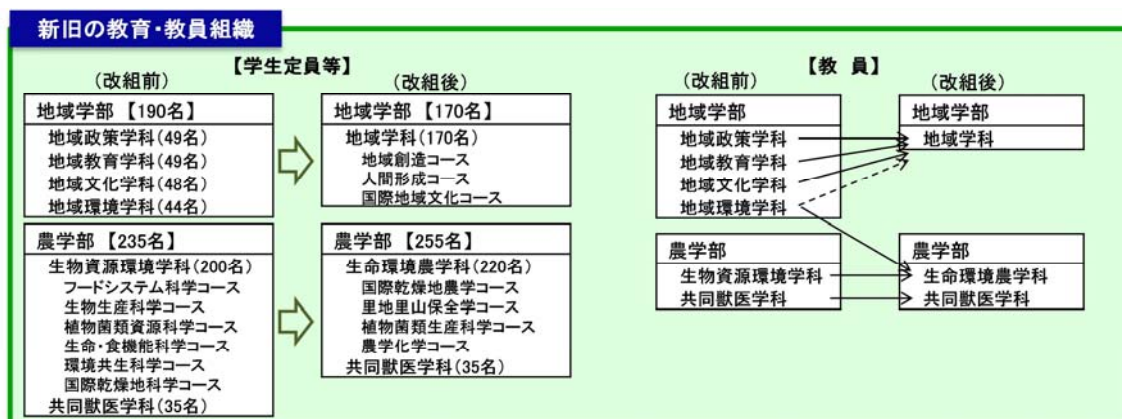 新旧の教育・教員組織
【学生定員等】
(改組前)
(改組後)
地域学部 【190名】
地域政策学科(49名)
地域教育学科(49名)
地域文化学科(48名)
地域環境学科(44名)
地域学部 【170名】
地域学科(170名)
地域創造コース
人間形成コース
国際地域文化コース
農学部 【235名】
生物資源環境学科(200名)
フードシステム科学コース
生物生産科学コース
植物菌類資源科学コース
生命・食機能科学コース
環境共生科学コース
国際乾燥地科学コース
共同獣医学科(35名)
農学部 【255名】
生命環境農学科(220名)
国際乾燥地農学コース
里地里山保全学コース
植物菌類生産科学コース
農学化学コース
共同獣医学科(35名)
【教 員】
(改組前)
(改組後)
地域学部
地域政策学科
地域教育学科
地域文化学科
地域環境学科
地域学部
地域学科
農学部
生物資源環境学科
共同獣医学科
農学部
生命環境農学科
共同獣医学科